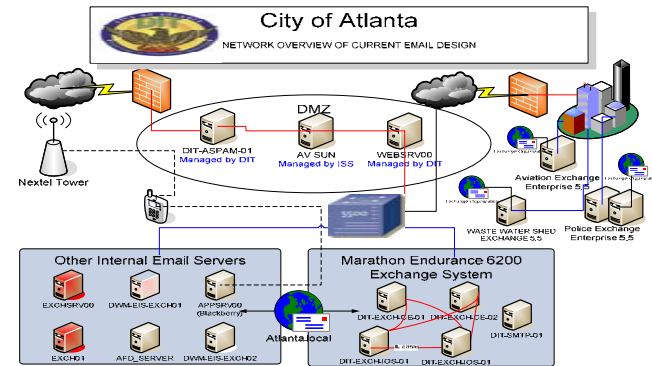 City of Atlanta
DIT
NETWORK OVERVIEW OF CURRENT EMAIL DESIGN
DMZ
DIT-ASPAM-01
Managed by DIT
AV SUN
Managed by ISS
WEBSRV00
Managed by DIT
Nextel Tower
Aviation Exchange
Enterprise 5,5
WASTE WATER SHED
EXCHANGE 5,5
Police Exchange
Enterprise 5,5
Other Internal Email Servers
EXCHSRV00
DWM-EIS-EXCH01
APPSRV00
(Blackberry)
EXCH01
AFD_SERVER
DWM-EIS-EXCH02
Atlanta.local
Marathon Endurance 6200
Exchange System
DIT-EXCH-CE-01
DIT-EXCH-CE-02
DIT-SMTP-01
DIT-EXCH-IOS-01
DIT-EXCH-IOS-01